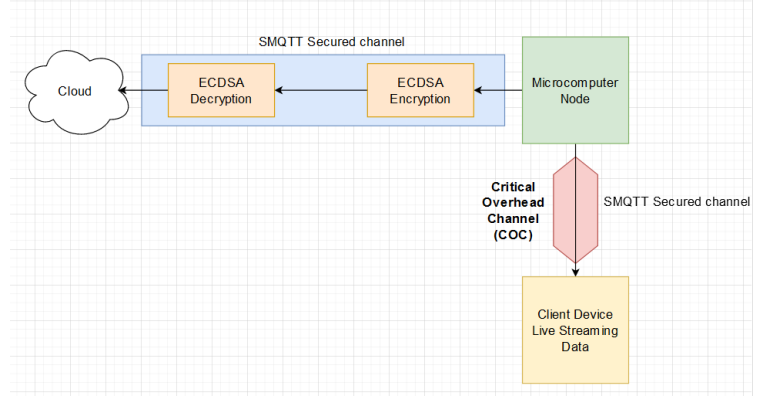 SMQTT Secured channel
Cloud
ECDSA
Decryption
ECDSA
Encryption
Microcomputer
Node
Critical
Overhead
Channel
(COC)
SMQTT Secured channel
Client Device
Live Streaming
Data